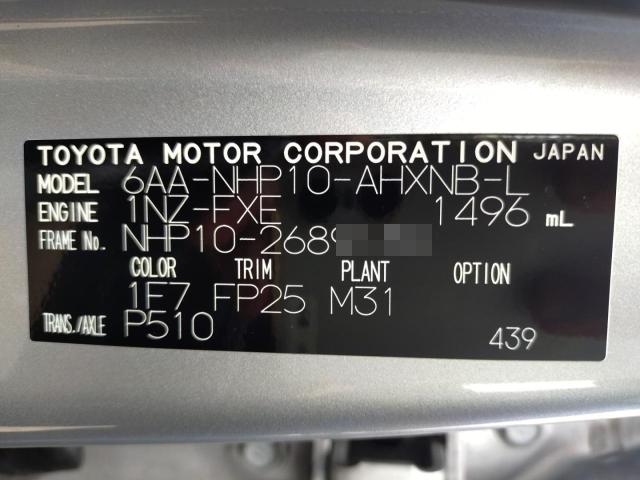 TOYOTA MOTOR CORPORATION JAPAN
MODEL 6AA-NHP10-AHXNB-L
ENGINE 1NZ-FXE 1496 mL
FRAME No. NHP10-2689
COLOR TRIM PLANT OPTION
1F7 FP25 M31
TRANS./AXLE P510 439